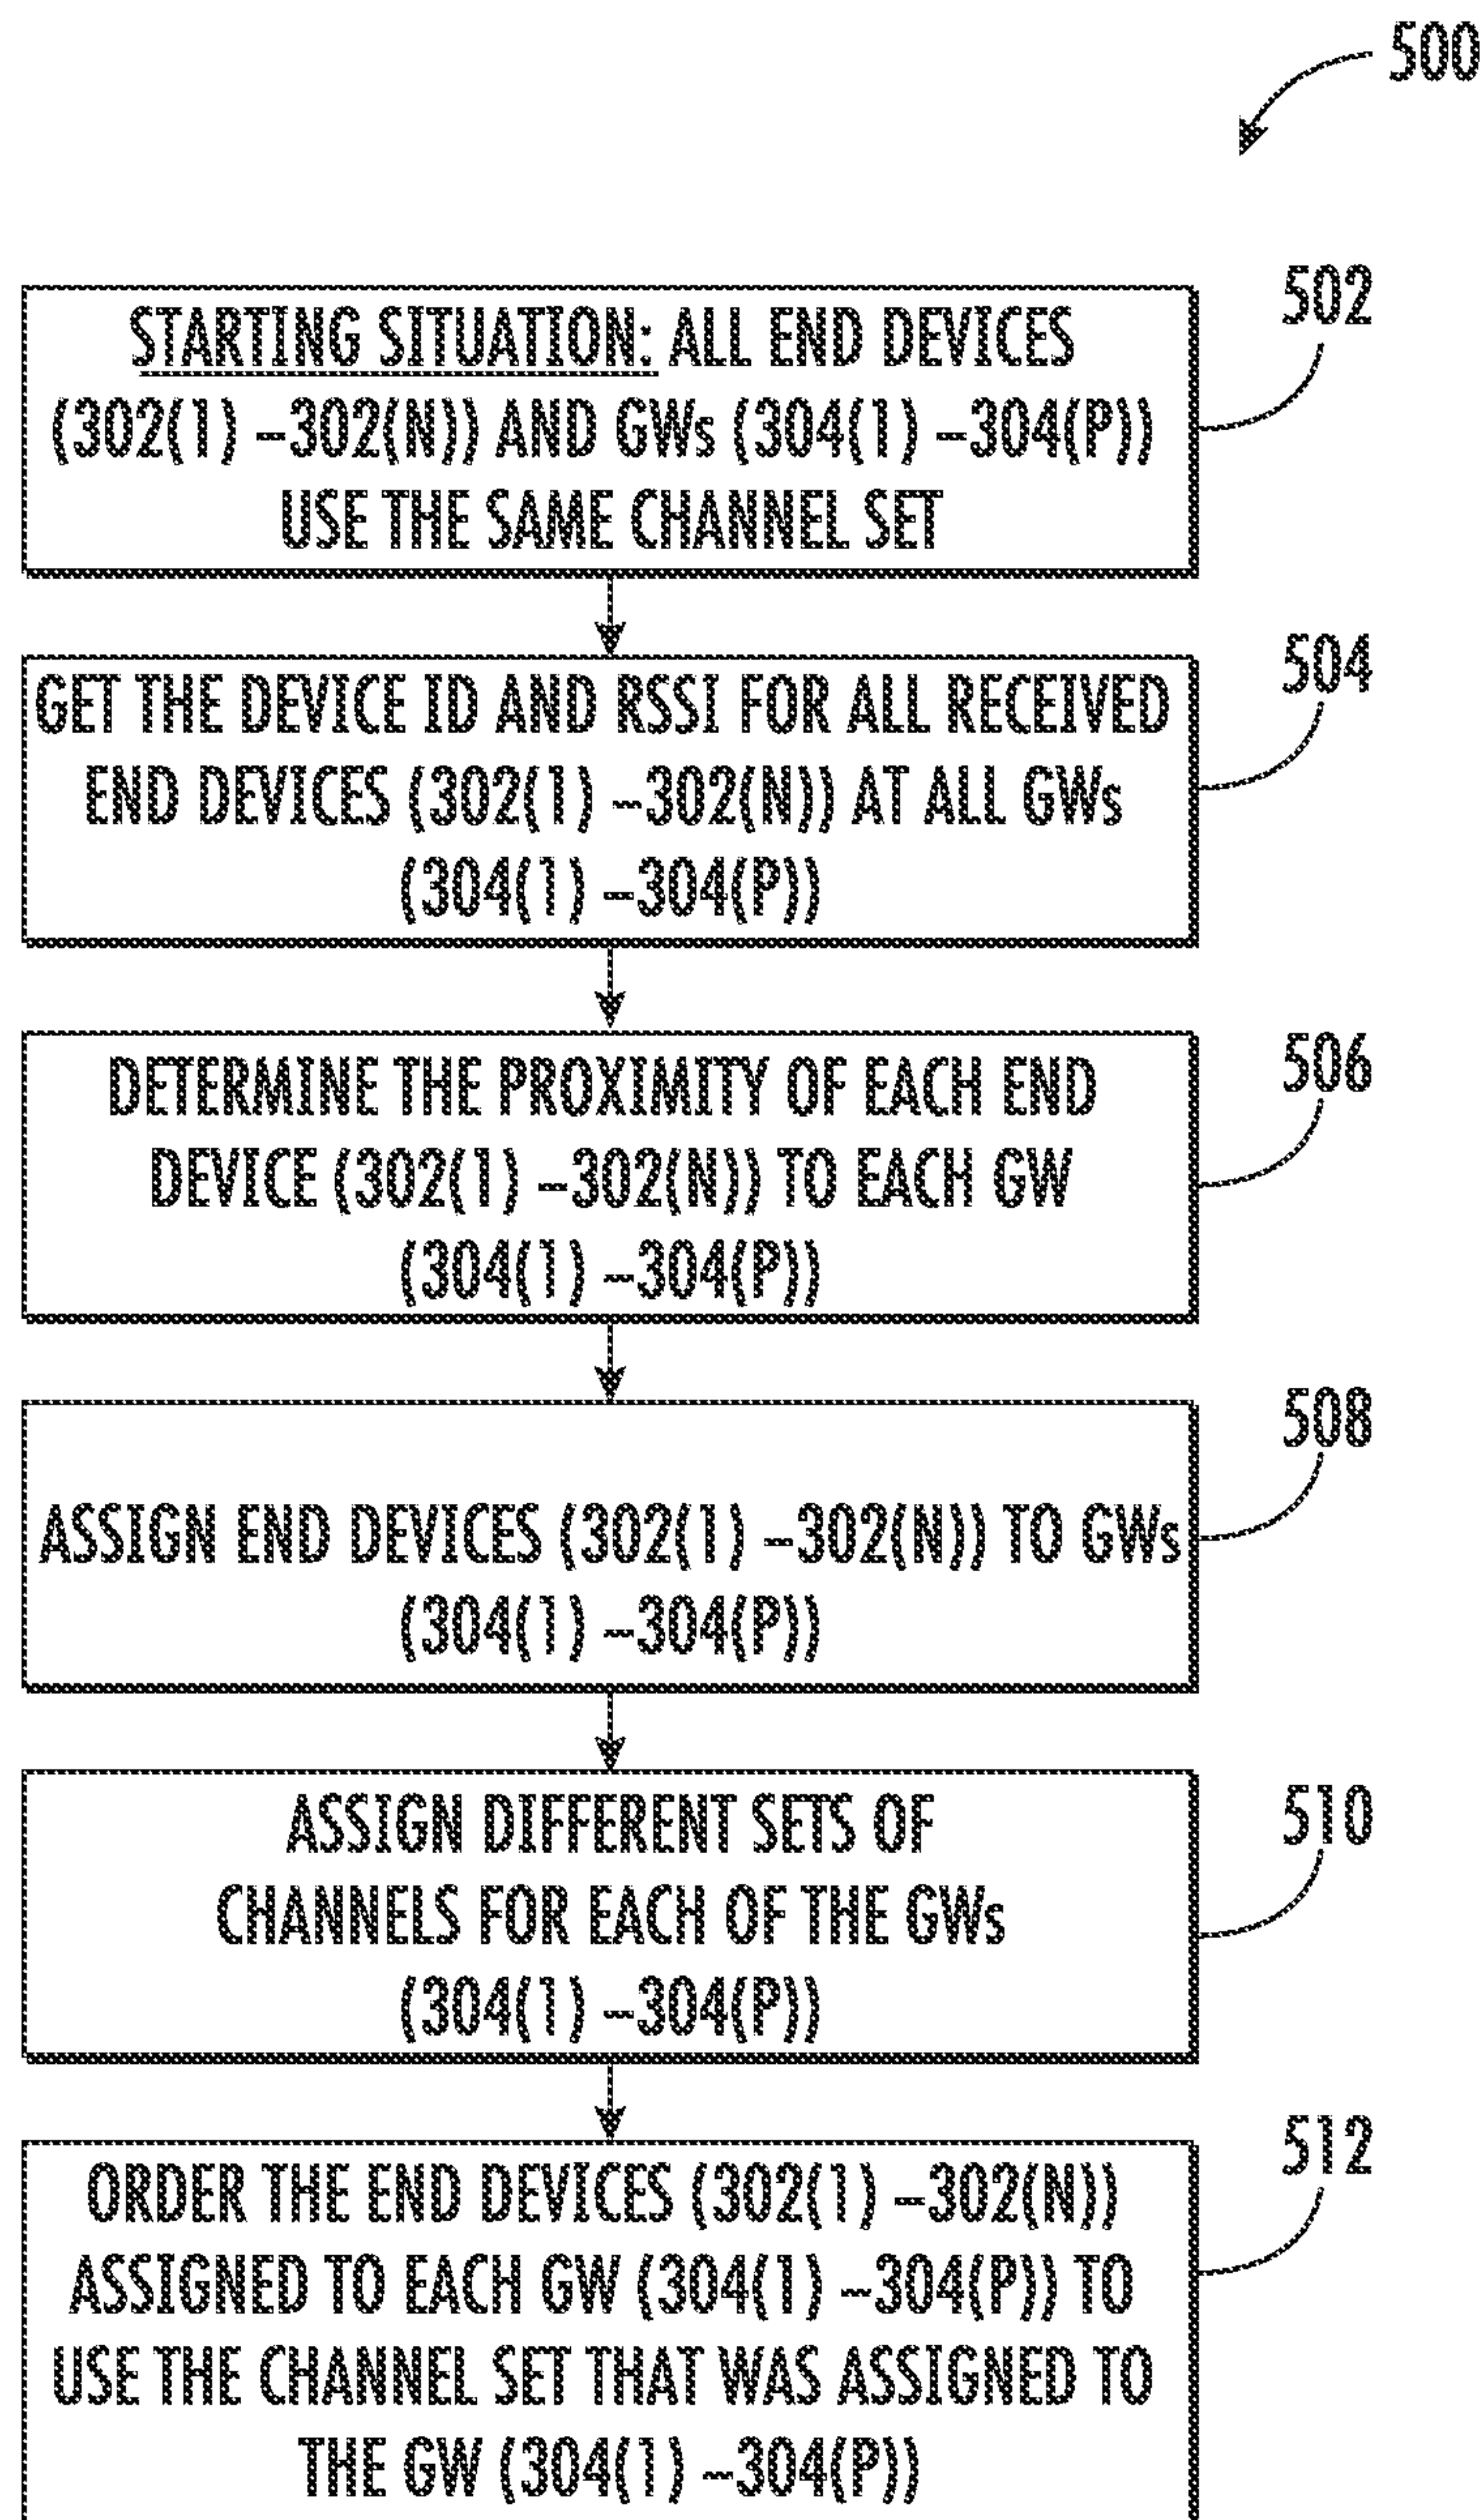 500
502
STARTING SITUATION: ALL END DEVICES
(302(1) –302(N)) AND GWs (304(1) –304(P))
USE THE SAME CHANNEL SET
504
GET THE DEVICE ID AND RSSI FOR ALL RECEIVED
END DEVICES (302(1) –302(N)) AT ALL GWs
(304(1) –304(P))
506
DETERMINE THE PROXIMITY OF EACH END
DEVICE (302(1) –302(N)) TO EACH GW
(304(1) –304(P))
508
ASSIGN END DEVICES (302(1) –302(N)) TO GWs
(304(1) –304(P))
510
ASSIGN DIFFERENT SETS OF
CHANNELS FOR EACH OF THE GWs
(304(1) –304(P))
512
ORDER THE END DEVICES (302(1) –302(N))
ASSIGNED TO EACH GW (304(1) –304(P)) TO
USE THE CHANNEL SET THAT WAS ASSIGNED TO
THE GW (304(1) –304(P))